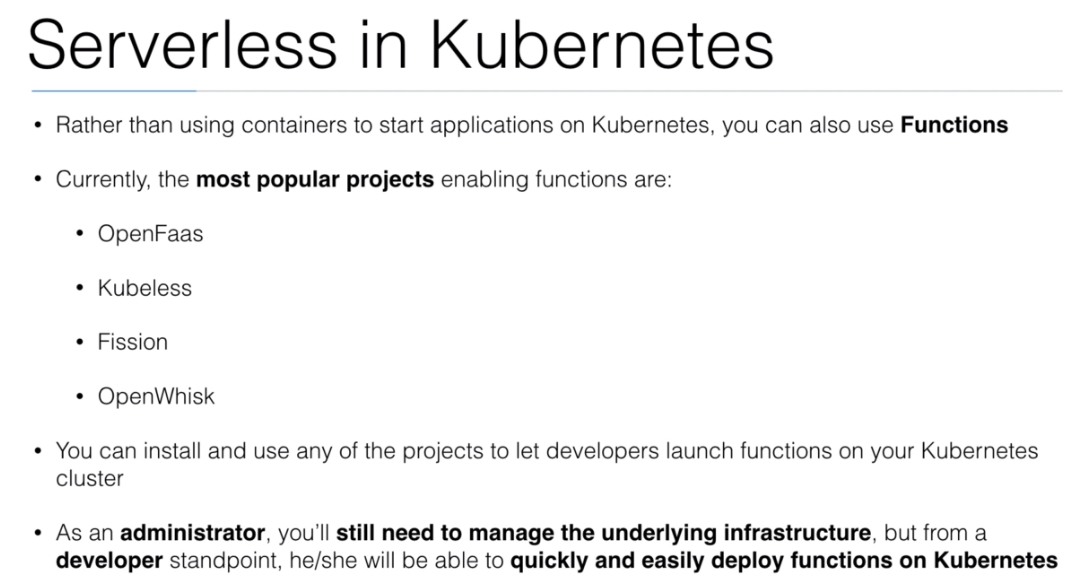 Serverless in Kubernetes
• Rather than using containers to start applications on Kubernetes, you can also use Functions
• Currently, the most popular projects enabling functions are:
• OpenFaas
• Kubeless
• Fission
• OpenWhisk
• You can install and use any of the projects to let developers launch functions on your Kubernetes
cluster
• As an administrator, you’ll still need to manage the underlying infrastructure, but from a
developer standpoint, he/she will be able to quickly and easily deploy functions on Kubernetes